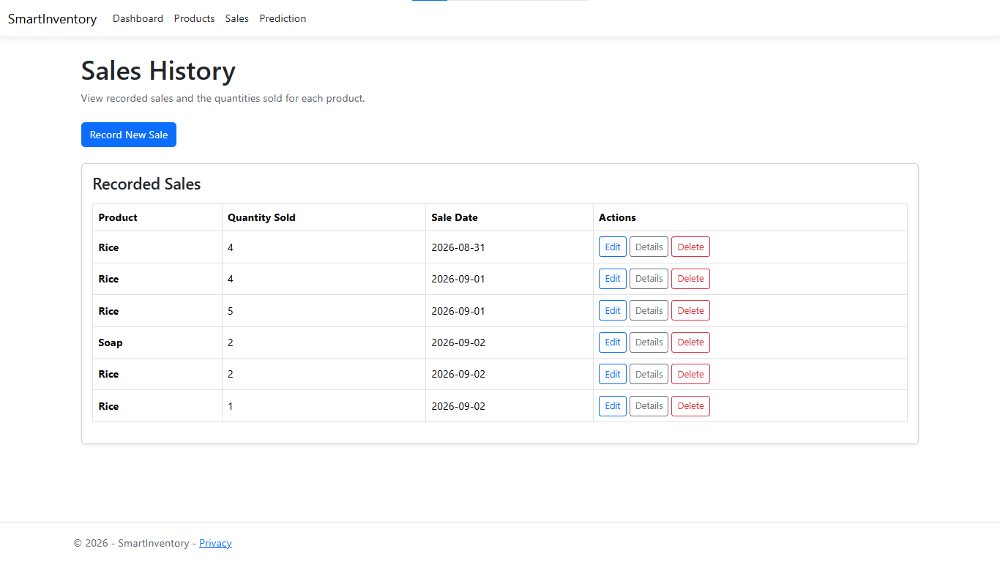 SmartInventory Dashboard Products Sales Prediction
Sales History
View recorded sales and the quantities sold for each product.
Record New Sale
Recorded Sales
Product Quantity Sold Sale Date Actions
Rice 4 2026-08-31 Edit Details Delete
Rice 4 2026-09-01 Edit Details Delete
Rice 5 2026-09-01 Edit Details Delete
Soap 2 2026-09-02 Edit Details Delete
Rice 2 2026-09-02 Edit Details Delete
Rice 1 2026-09-02 Edit Details Delete
© 2026 - SmartInventory - Privacy